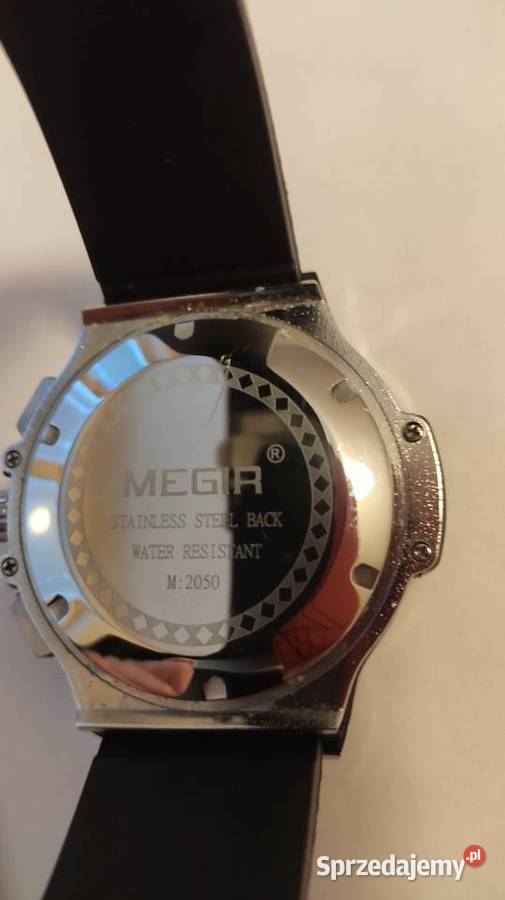 MEGIR ®
STAINLESS STEEL BACK
WATER RESISTANT
M:2050
Sprzedajemy.pl